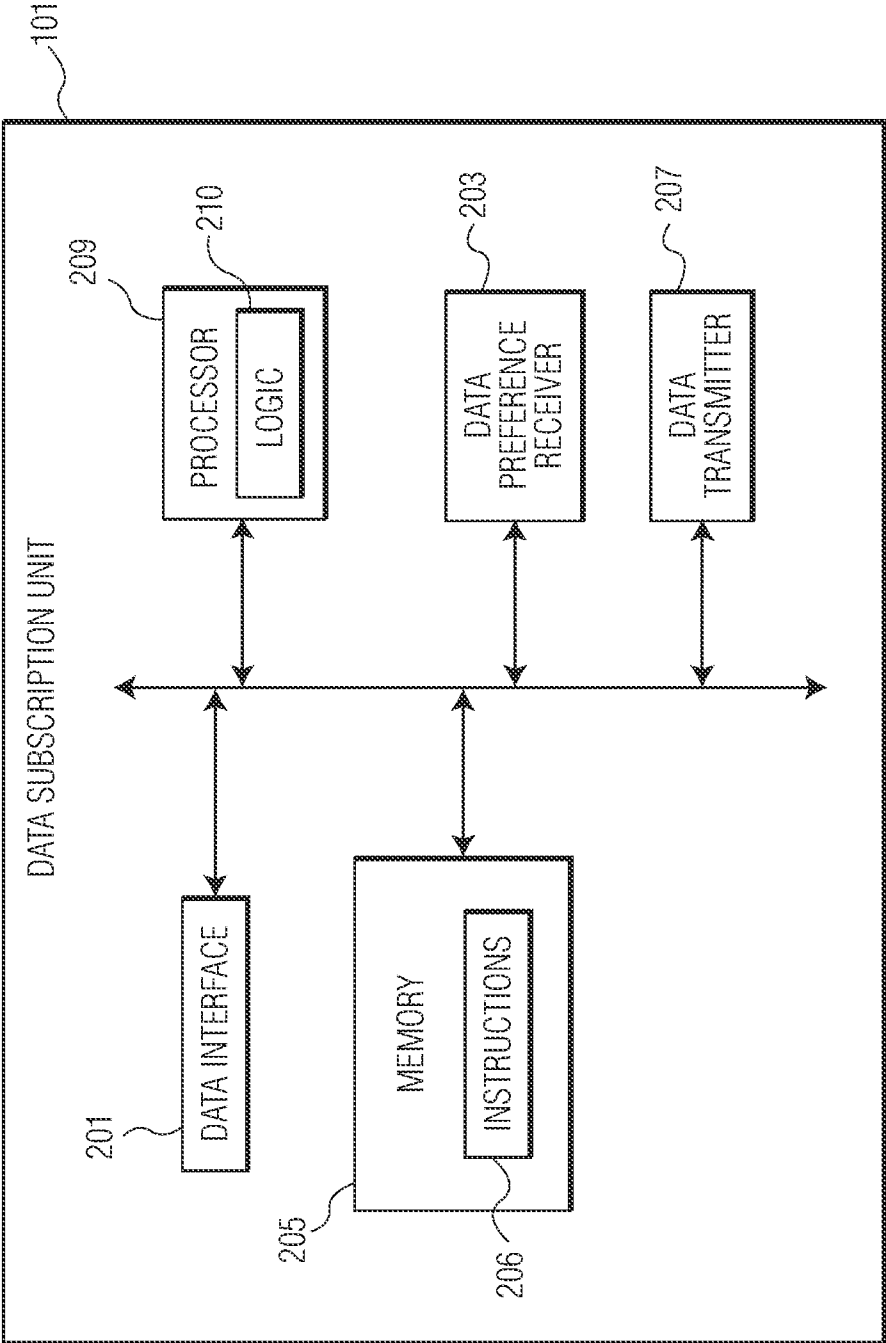 DATA SUBSCRIPTION UNIT
101
201
DATA INTERFACE
209
PROCESSOR
210
LOGIC
205
MEMORY
INSTRUCTIONS
206
203
DATA
PREFERENCE
RECEIVER
207
DATA
TRANSMITTER